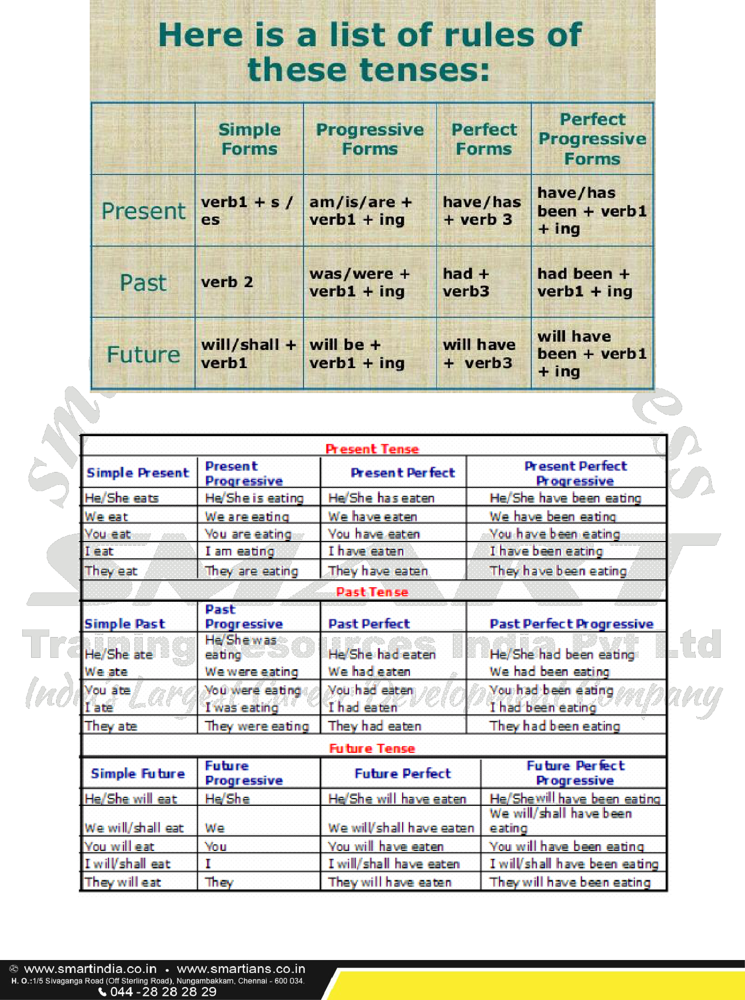 Here is a list of rules of
these tenses:
Simple Forms | Progressive Forms | Perfect Forms | Perfect Progressive Forms
Present | verb1 + s / es | am/is/are + verb1 + ing | have/has + verb 3 | have/has been + verb1 + ing
Past | verb 2 | was/were + verb1 + ing | had + verb3 | had been + verb1 + ing
Future | will/shall + verb1 | will be + verb1 + ing | will have + verb3 | will have been + verb1 + ing
Present Tense
Simple Present | Present Progressive | Present Perfect | Present Perfect Progressive
He/She eats | He/She is eating | He/She has eaten | He/She have been eating
We eat | We are eating | We have eaten | We have been eating
You eat | You are eating | You have eaten | You have been eating
I eat | I am eating | I have eaten | I have been eating
They eat | They are eating | They have eaten | They have been eating
Past Tense
Simple Past | Past Progressive | Past Perfect | Past Perfect Progressive
He/She ate | He/She was eating | He/She had eaten | He/She had been eating
We ate | We were eating | We had eaten | We had been eating
You ate | You were eating | You had eaten | You had been eating
I ate | I was eating | I had eaten | I had been eating
They ate | They were eating | They had eaten | They had been eating
Future Tense
Simple Future | Future Progressive | Future Perfect | Future Perfect Progressive
He/She will eat | He/She | He/She will have eaten | He/She will have been eating
We will/shall eat | We | We will/shall have eaten | We will/shall have been eating
You will eat | You | You will have eaten | You will have been eating
I will/shall eat | I | I will/shall have eaten | I will/shall have been eating
They will eat | They | They will have eaten | They will have been eating
SMART
Training Resources India Pvt Ltd
India's Largest Career Development Company
www.smartindia.co.in • www.smartians.co.in
H. O.:1/5 Sivaganga Road (Off Sterling Road), Nungambakkam, Chennai - 600 034.
044 -28 28 28 29